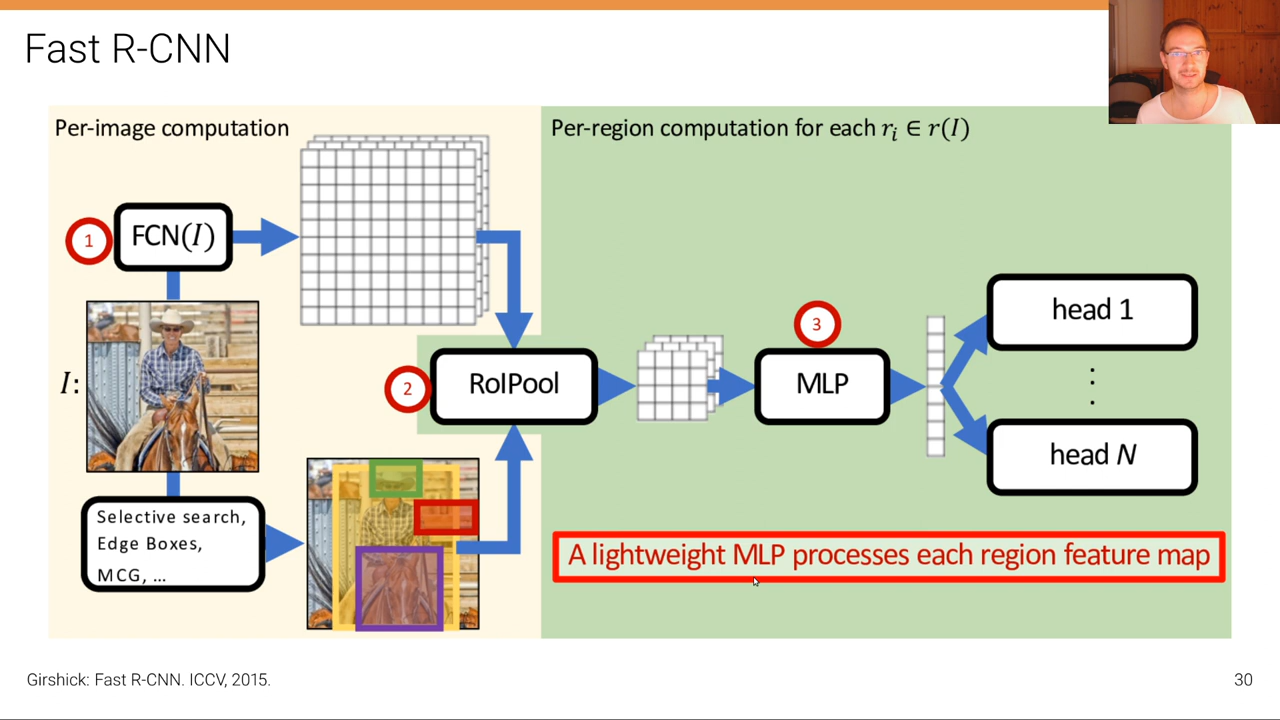 Fast R-CNN
Per-image computation
Per-region computation for each rᵢ ∈ r(I)
1
FCN(I)
I:
2
RoIPool
3
MLP
head 1
⋮
head N
Selective search,
Edge Boxes,
MCG, ...
A lightweight MLP processes each region feature map
Girshick: Fast R-CNN. ICCV, 2015.
30